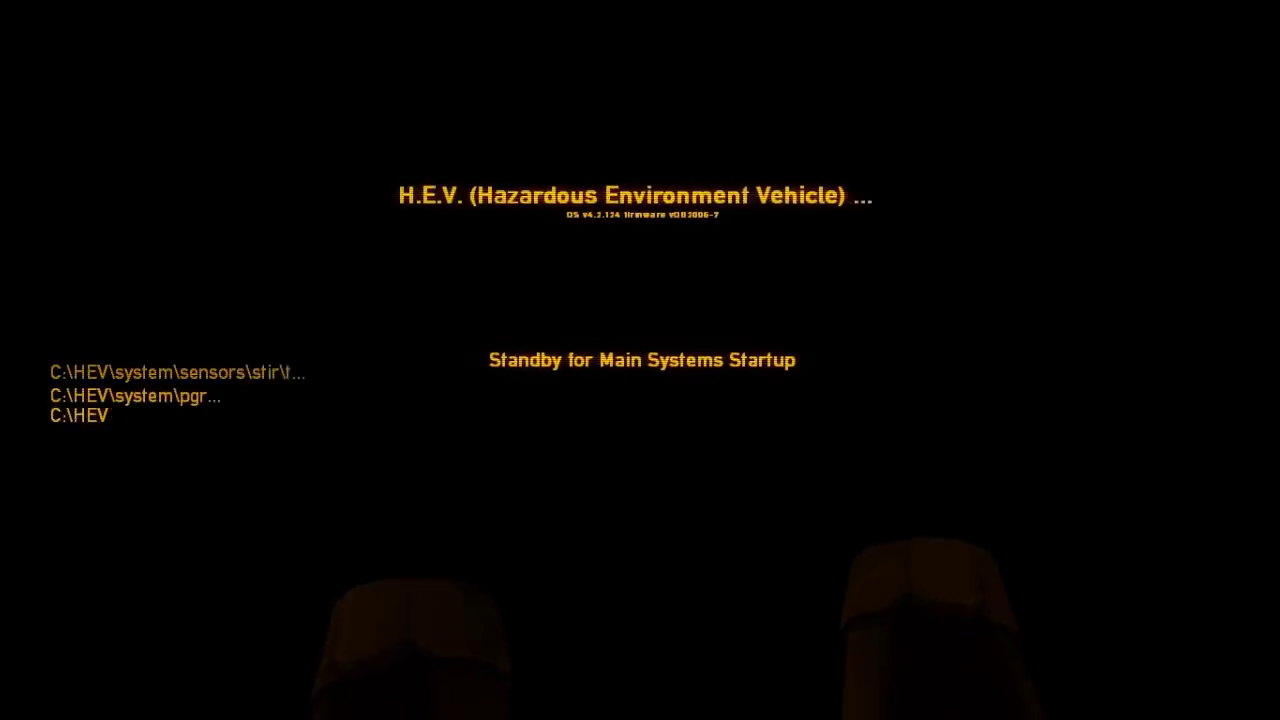 H.E.V. (Hazardous Environment Vehicle) ...
OS v4.2.124 firmware vOB2006-7
Standby for Main Systems Startup
C:\HEV\system\sensors\stir\t...
C:\HEV\system\pgr...
C:\HEV